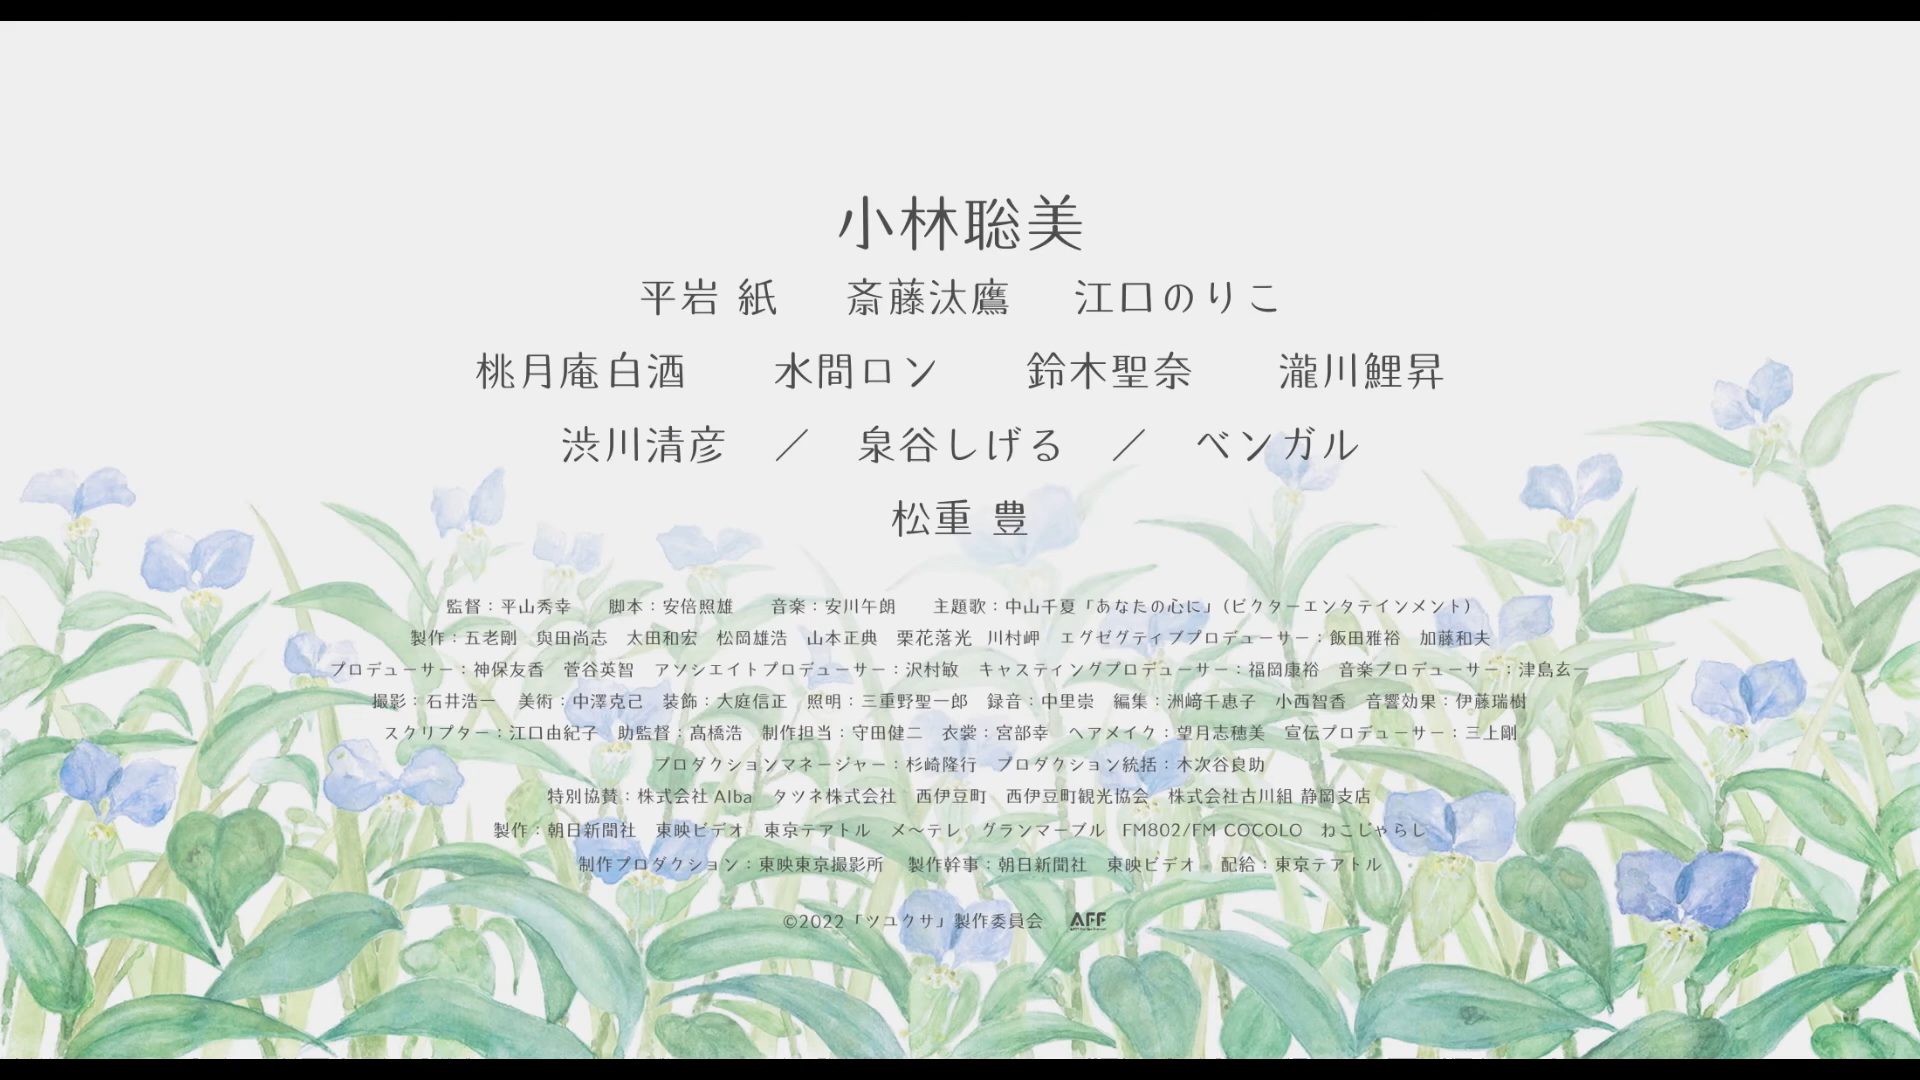 小林聡美
平岩 紙　斎藤汰鷹　江口のりこ
桃月庵白酒　水間ロン　鈴木聖奈　瀧川鯉昇
渋川清彦　／　泉谷しげる　／　ベンガル
松重 豊
監督：平山秀幸　脚本：安倍照雄　音楽：安川午朗　主題歌：中山千夏「あなたの心に」（ビクターエンタテインメント）
製作：五老剛　與田尚志　太田和宏　松岡雄浩　山本正典　栗花落光　川村岬　エグゼクティブプロデューサー：飯田雅裕　加藤和夫
プロデューサー：神保友香　菅谷英智　アソシエイトプロデューサー：沢村敏　キャスティングプロデューサー：福岡康裕　音楽プロデューサー：津島玄一
撮影：石井浩一　美術：中澤克己　装飾：大庭信正　照明：三重野聖一郎　録音：中里崇　編集：洲﨑千恵子　小西智香　音響効果：伊藤瑞樹
スクリプター：江口由紀子　助監督：髙橋浩　制作担当：守田健二　衣裳：宮部幸　ヘアメイク：望月志穂美　宣伝プロデューサー：三上剛
プロダクションマネージャー：杉崎隆行　プロダクション統括：木次谷良助
特別協賛：株式会社 Alba　タツネ株式会社　西伊豆町　西伊豆町観光協会　株式会社古川組 静岡支店
製作：朝日新聞社　東映ビデオ　東京テアトル　メ〜テレ　グランマーブル　FM802/FM COCOLO　ねこじゃらし
制作プロダクション：東映東京撮影所　製作幹事：朝日新聞社　東映ビデオ　配給：東京テアトル
©2022「ツユクサ」製作委員会　AFF